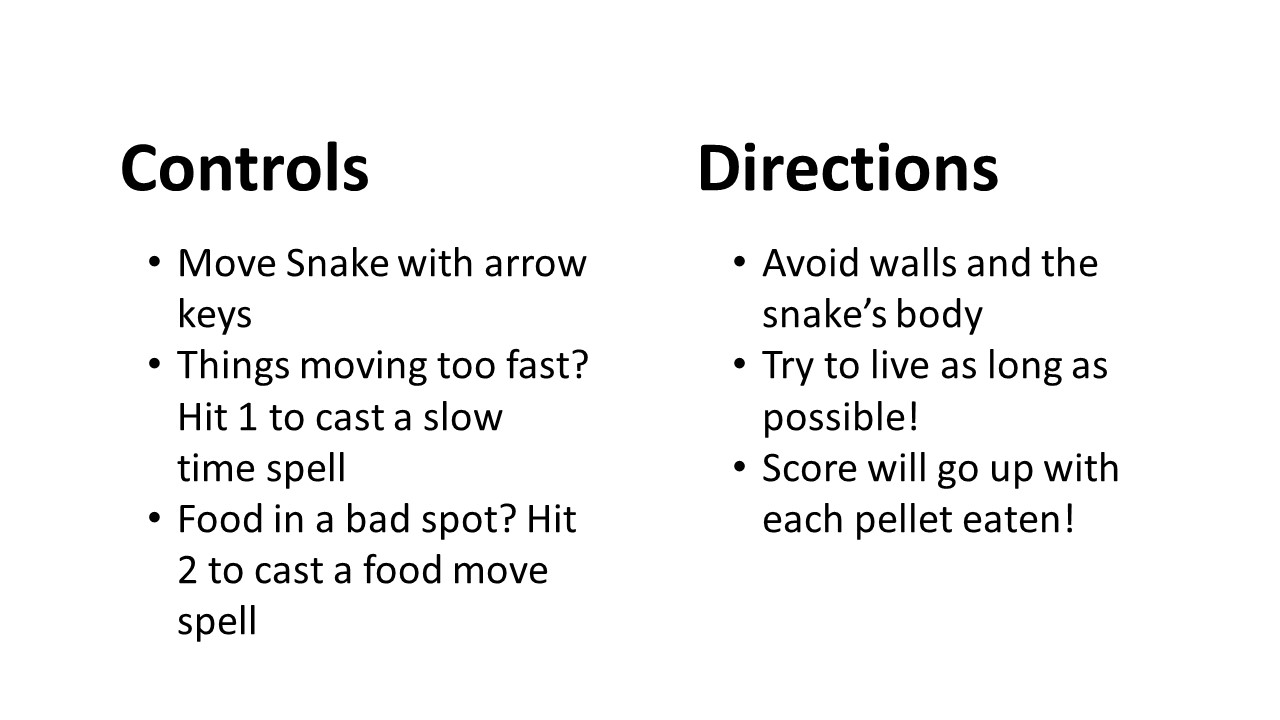 Controls
• Move Snake with arrow
keys
• Things moving too fast?
Hit 1 to cast a slow
time spell
• Food in a bad spot? Hit
2 to cast a food move
spell
Directions
• Avoid walls and the
snake’s body
• Try to live as long as
possible!
• Score will go up with
each pellet eaten!